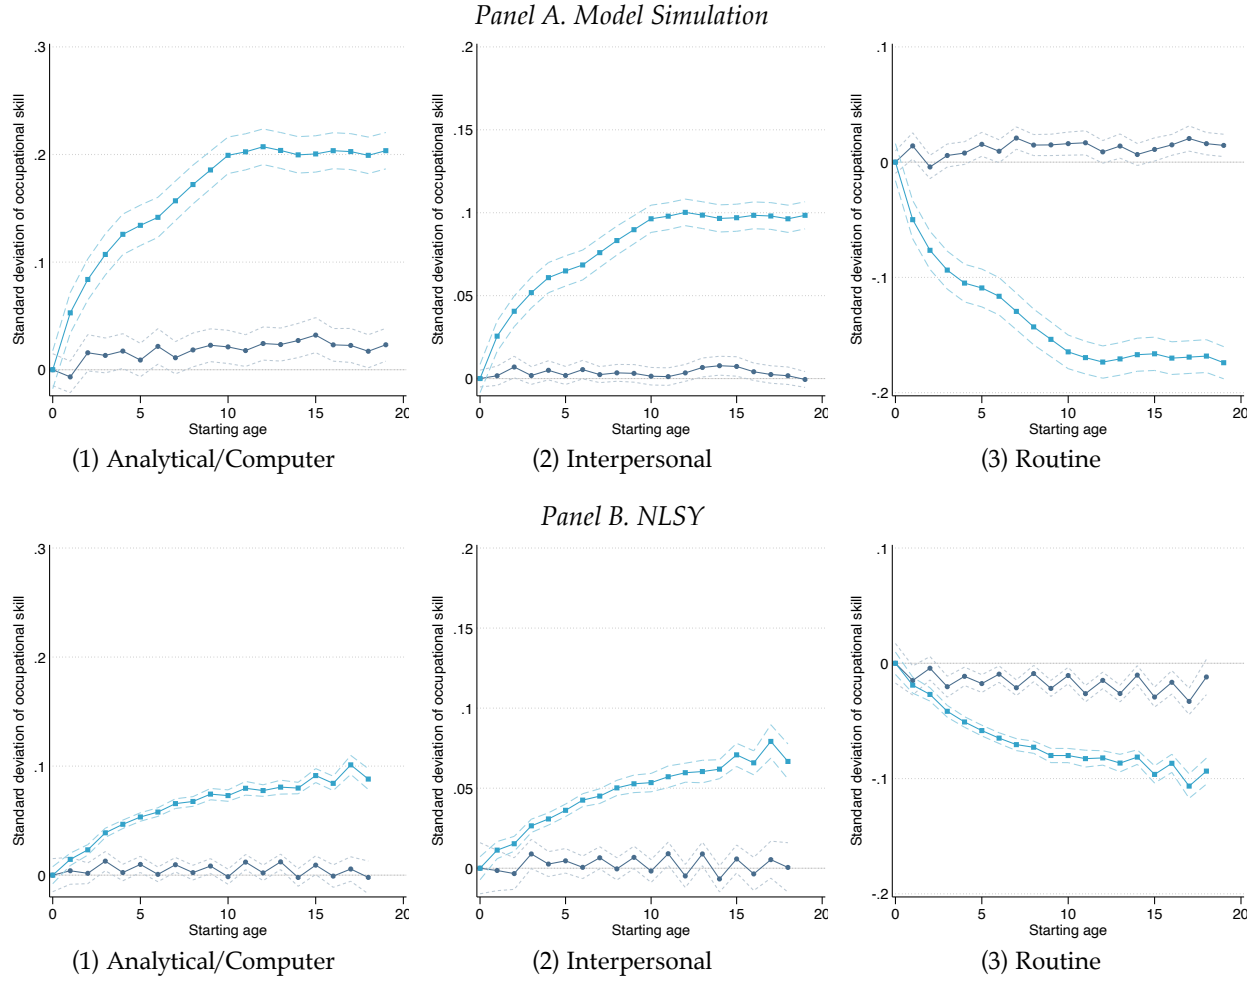 Panel A. Model Simulation
Standard deviation of occupational skill
.3
.2
.1
0
0 5 10 15 20
Starting age
(1) Analytical/Computer
Standard deviation of occupational skill
.2
.15
.1
.05
0
0 5 10 15 20
Starting age
(2) Interpersonal
Standard deviation of occupational skill
.1
0
-.1
-.2
0 5 10 15 20
Starting age
(3) Routine
Panel B. NLSY
Standard deviation of occupational skill
.3
.2
.1
0
0 5 10 15 20
Starting age
(1) Analytical/Computer
Standard deviation of occupational skill
.2
.15
.1
.05
0
0 5 10 15 20
Starting age
(2) Interpersonal
Standard deviation of occupational skill
.1
0
-.1
-.2
0 5 10 15 20
Starting age
(3) Routine